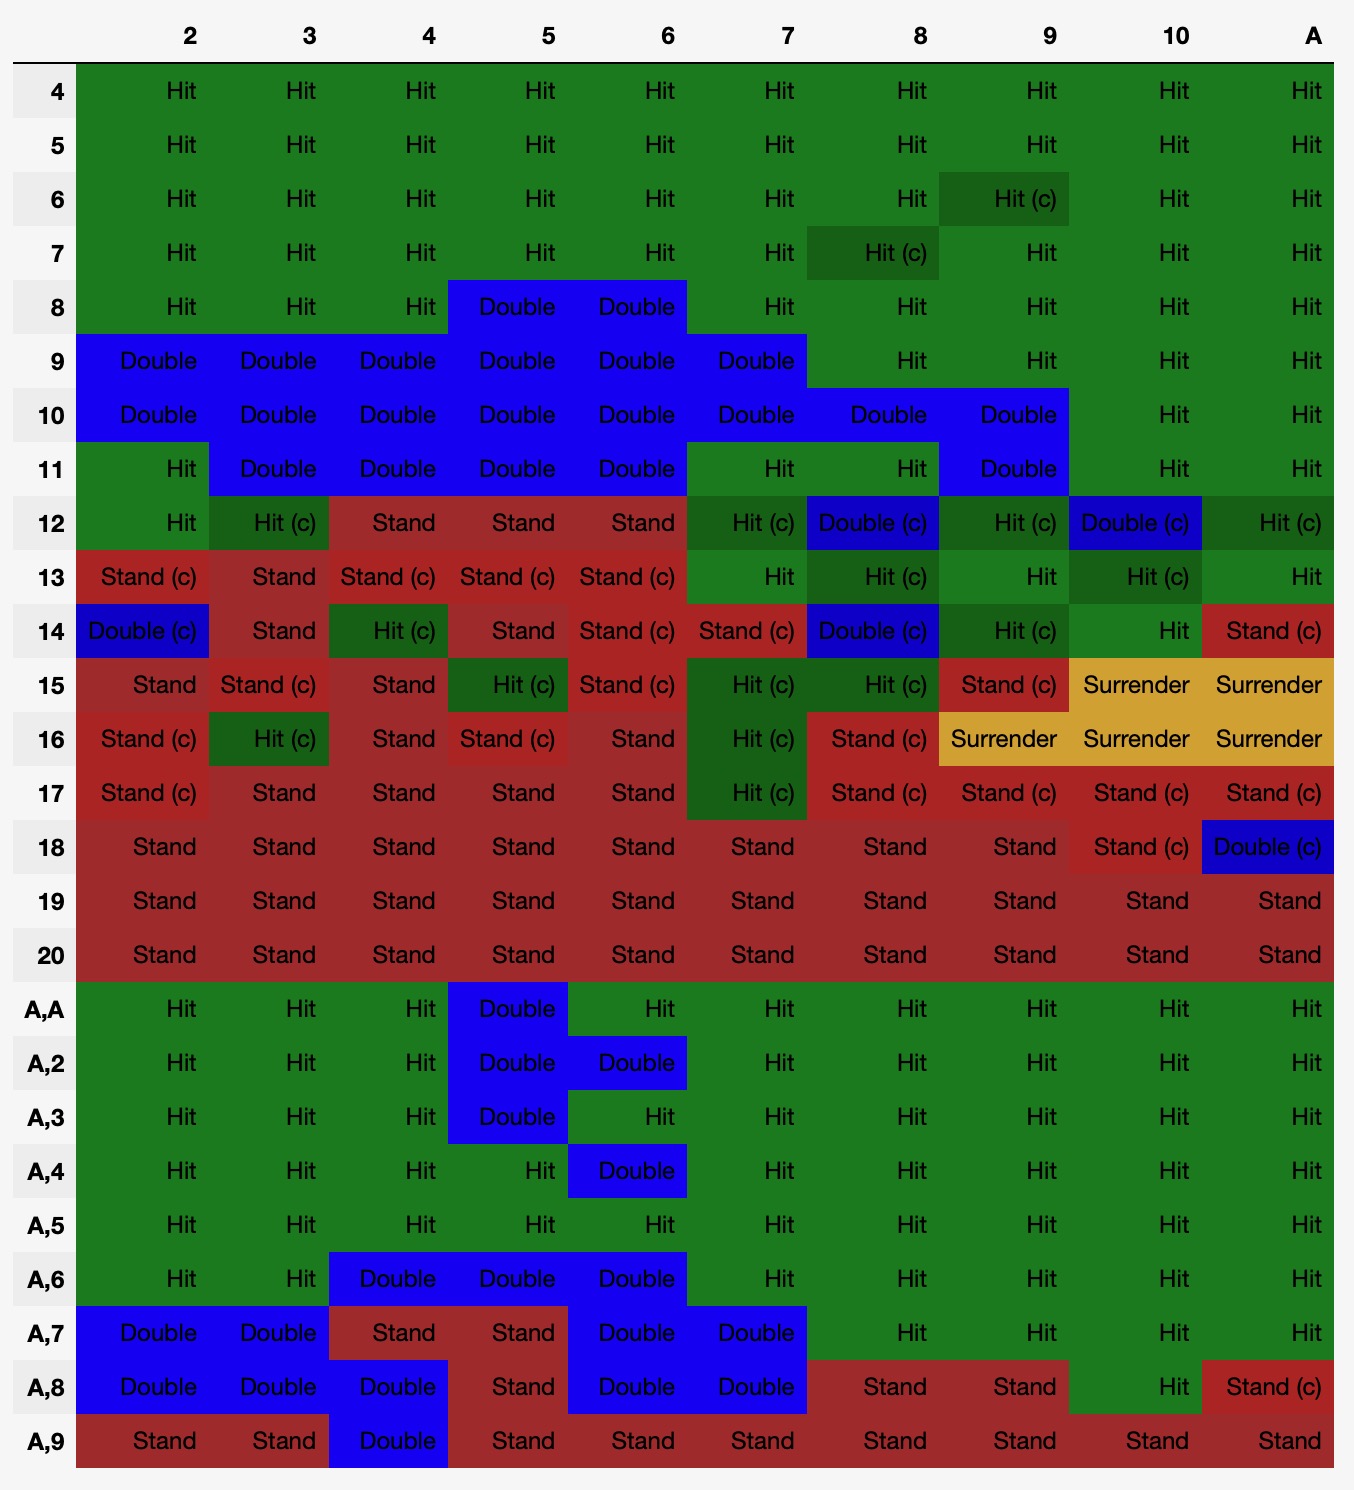 2 3 4 5 6 7 8 9 10 A
4 Hit Hit Hit Hit Hit Hit Hit Hit Hit Hit
5 Hit Hit Hit Hit Hit Hit Hit Hit Hit Hit
6 Hit Hit Hit Hit Hit Hit Hit Hit (c) Hit Hit
7 Hit Hit Hit Hit Hit Hit Hit (c) Hit Hit Hit
8 Hit Hit Hit Double Double Hit Hit Hit Hit Hit
9 Double Double Double Double Double Double Hit Hit Hit Hit
10 Double Double Double Double Double Double Double Double Hit Hit
11 Hit Double Double Double Double Hit Hit Double Hit Hit
12 Hit Hit (c) Stand Stand Stand Hit (c) Double (c) Hit (c) Double (c) Hit (c)
13 Stand (c) Stand Stand (c) Stand (c) Stand (c) Hit Hit (c) Hit Hit (c) Hit
14 Double (c) Stand Hit (c) Stand Stand (c) Stand (c) Double (c) Hit (c) Hit Stand (c)
15 Stand Stand (c) Stand Hit (c) Stand (c) Hit (c) Hit (c) Stand (c) Surrender Surrender
16 Stand (c) Hit (c) Stand Stand (c) Stand Hit (c) Stand (c) Surrender Surrender Surrender
17 Stand (c) Stand Stand Stand Stand Hit (c) Stand (c) Stand (c) Stand (c) Stand (c)
18 Stand Stand Stand Stand Stand Stand Stand Stand Stand (c) Double (c)
19 Stand Stand Stand Stand Stand Stand Stand Stand Stand Stand
20 Stand Stand Stand Stand Stand Stand Stand Stand Stand Stand
A,A Hit Hit Hit Double Hit Hit Hit Hit Hit Hit
A,2 Hit Hit Hit Double Double Hit Hit Hit Hit Hit
A,3 Hit Hit Hit Double Hit Hit Hit Hit Hit Hit
A,4 Hit Hit Hit Hit Double Hit Hit Hit Hit Hit
A,5 Hit Hit Hit Hit Hit Hit Hit Hit Hit Hit
A,6 Hit Hit Double Double Double Hit Hit Hit Hit Hit
A,7 Double Double Stand Stand Double Double Hit Hit Hit Hit
A,8 Double Double Double Stand Double Double Stand Stand Hit Stand (c)
A,9 Stand Stand Double Stand Stand Stand Stand Stand Stand Stand